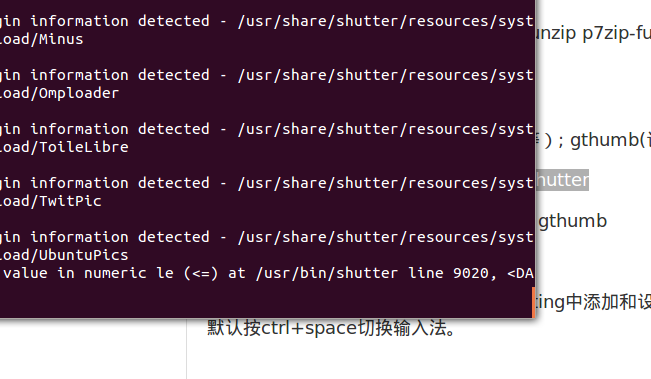 gin information detected - /usr/share/shutter/resources/syst
load/Minus
gin information detected - /usr/share/shutter/resources/syst
load/Omploader
gin information detected - /usr/share/shutter/resources/syst
load/ToileLibre
gin information detected - /usr/share/shutter/resources/syst
load/TwitPic
gin information detected - /usr/share/shutter/resources/syst
load/UbuntuPics
value in numeric le (<=) at /usr/bin/shutter line 9020, <DA
unzip p7zip-fu
等）; gthumb(
hutter
gthumb
ting中添加和设
默认按ctrl+space切换输入法。